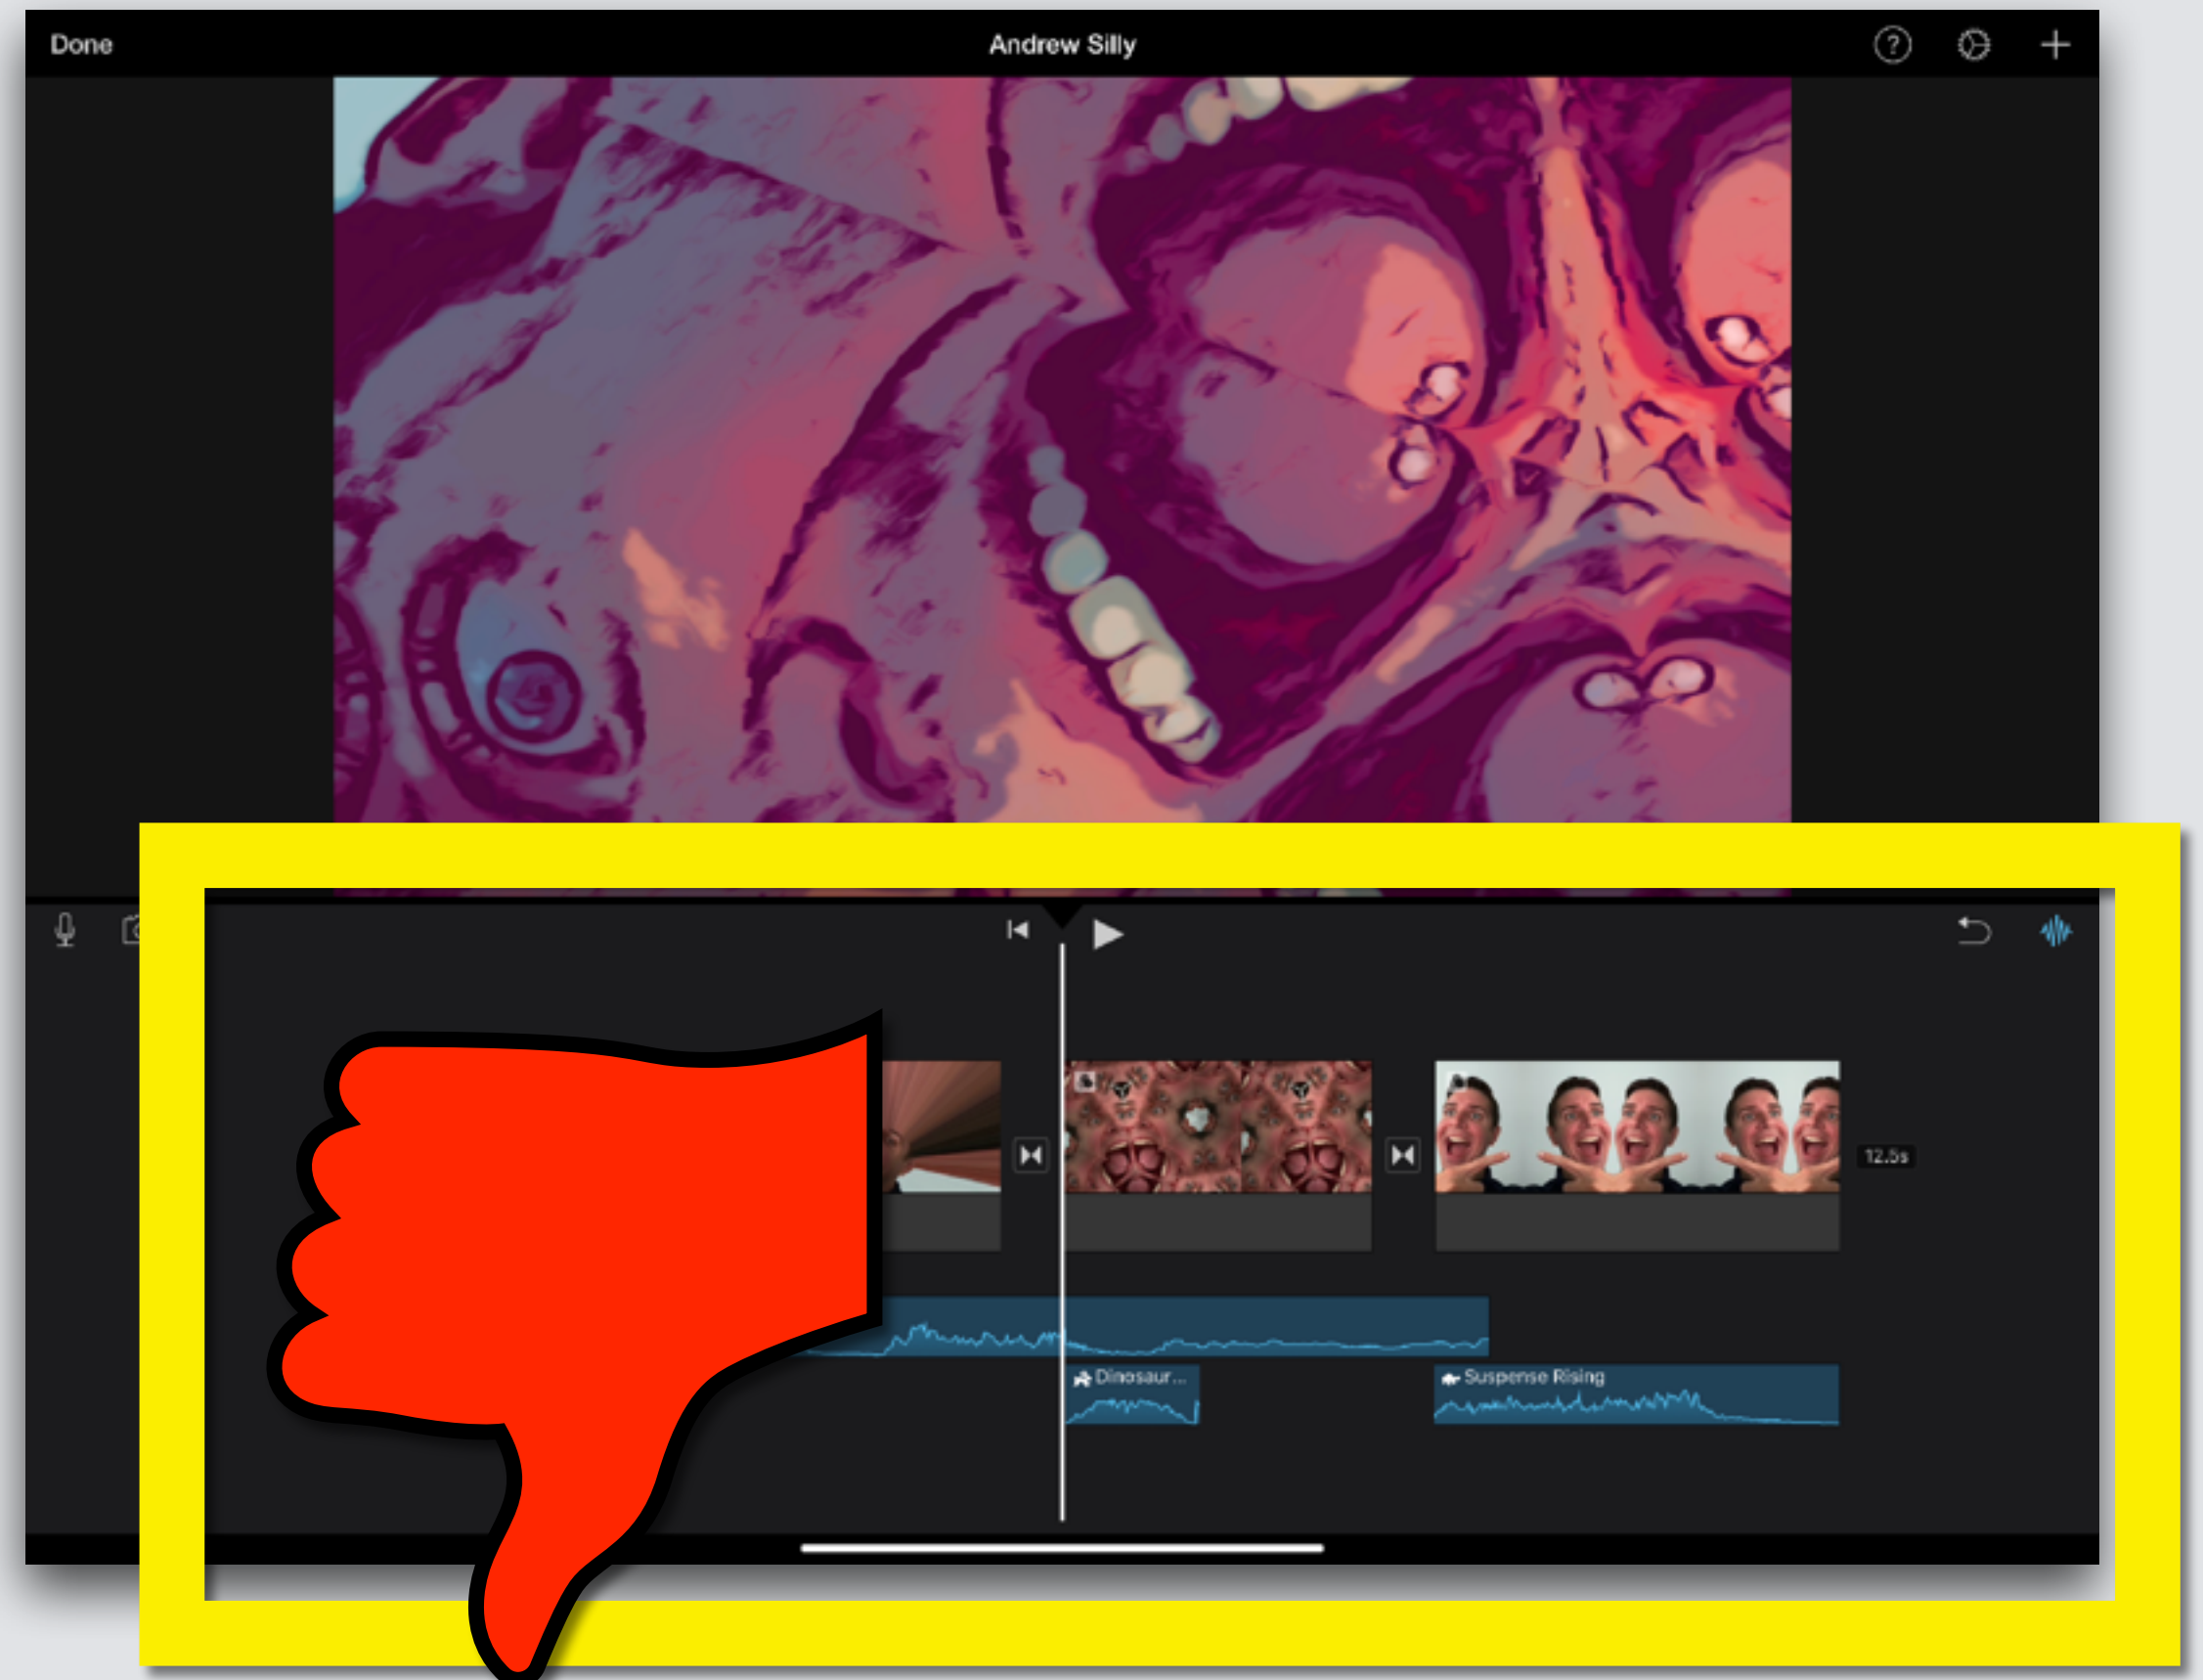 Done
Andrew Silly
?
12.5s
Dinosaur...
Suspense Rising